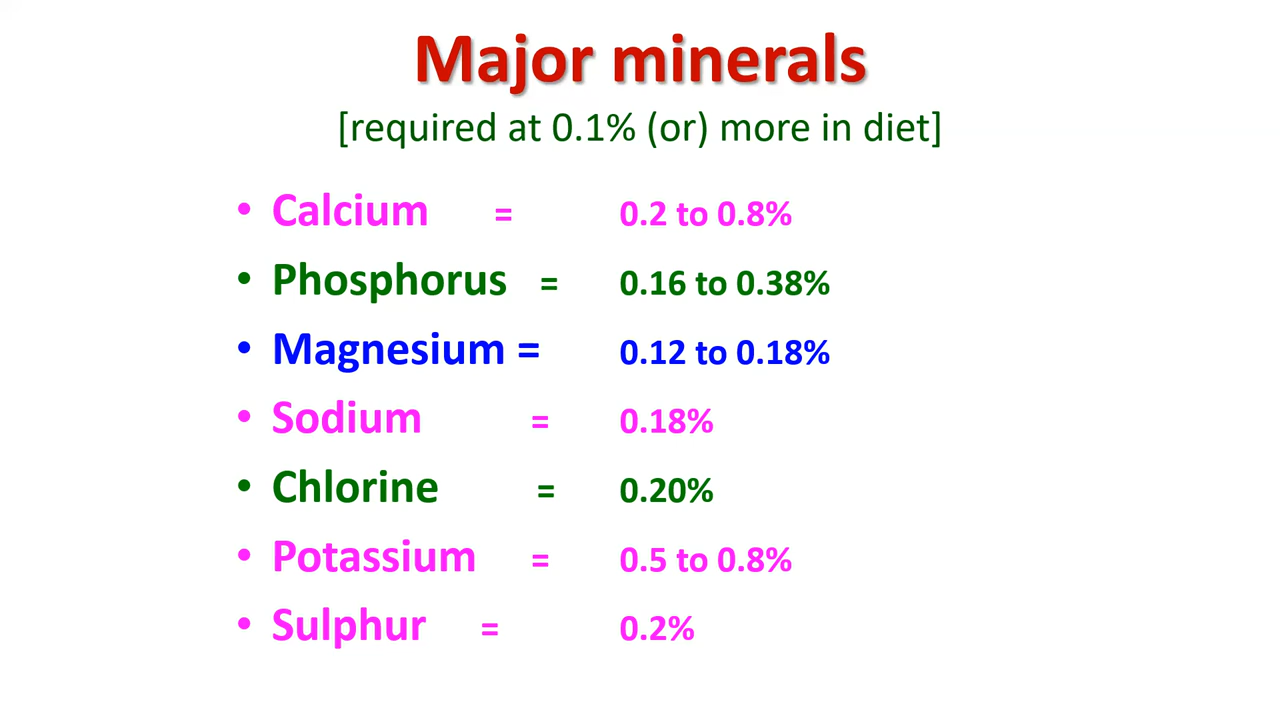 Major minerals
[required at 0.1% (or) more in diet]
• Calcium = 0.2 to 0.8%
• Phosphorus = 0.16 to 0.38%
• Magnesium = 0.12 to 0.18%
• Sodium = 0.18%
• Chlorine = 0.20%
• Potassium = 0.5 to 0.8%
• Sulphur = 0.2%